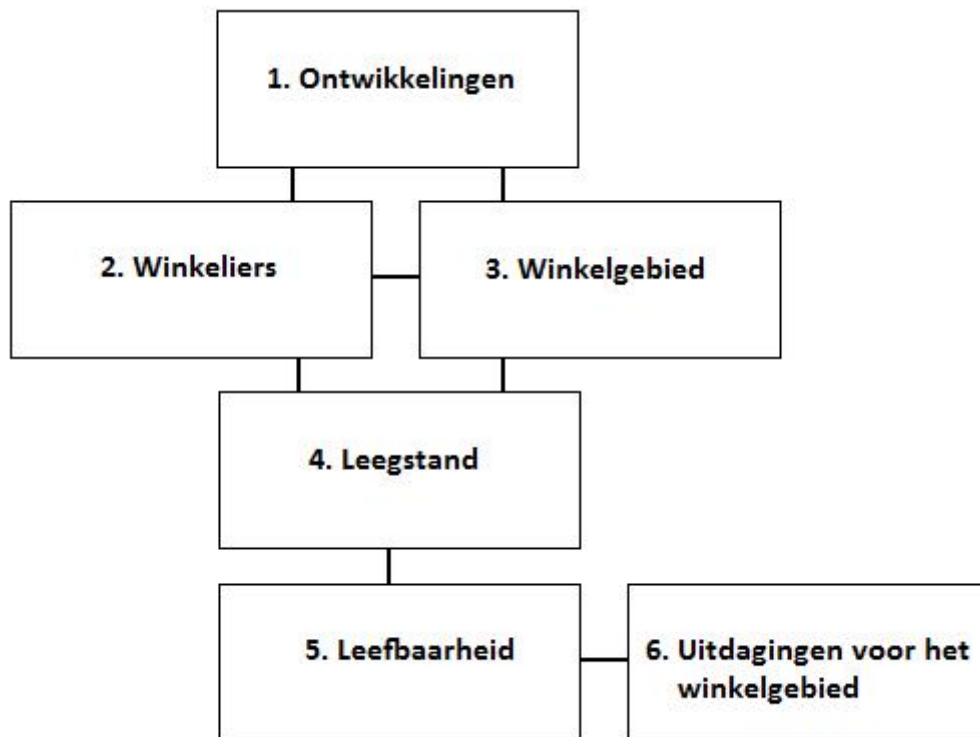 1. Ontwikkelingen
2. Winkeliers
3. Winkelgebied
4. Leegstand
5. Leefbaarheid
6. Uitdagingen voor het
winkelgebied